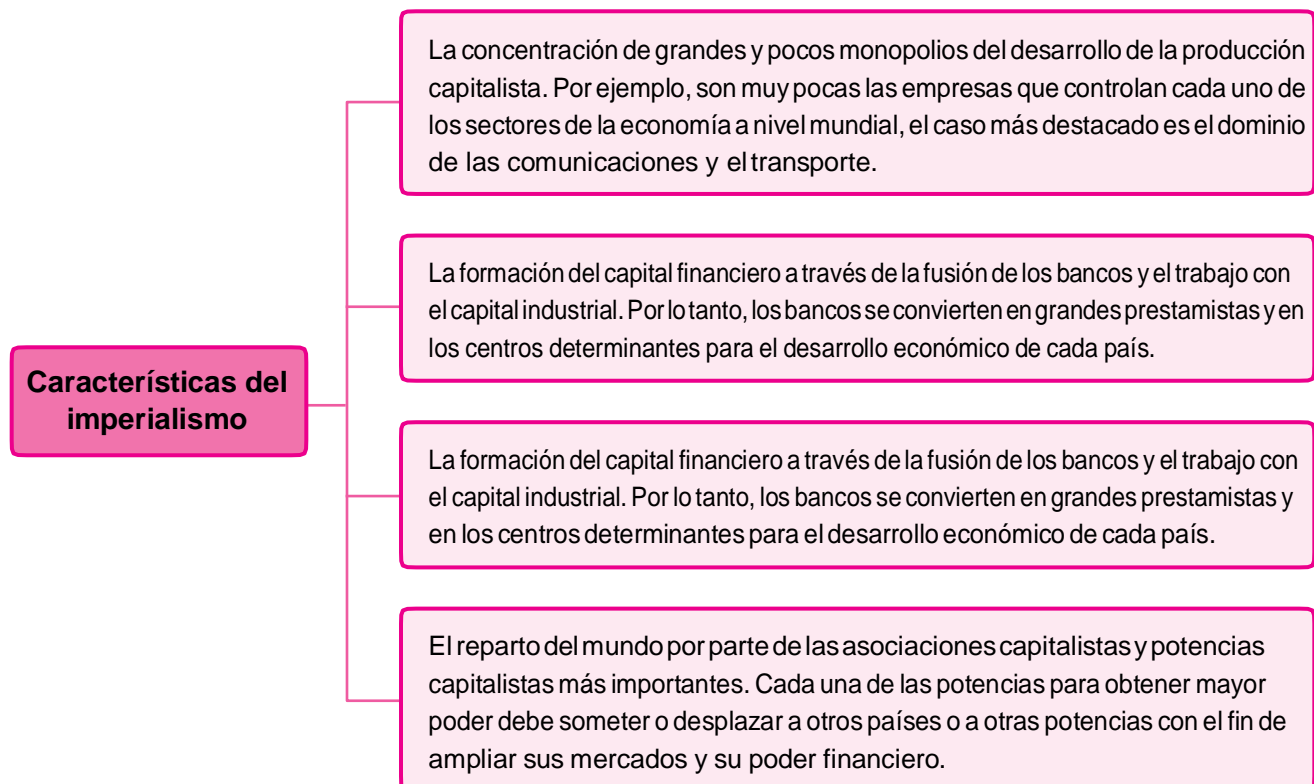 La concentración de grandes y pocos monopolios del desarrollo de la producción
capitalista. Por ejemplo, son muy pocas las empresas que controlan cada uno de
los sectores de la economía a nivel mundial, el caso más destacado es el dominio
de las comunicaciones y el transporte.
La formación del capital financiero a través de la fusión de los bancos y el trabajo con
el capital industrial. Por lo tanto, los bancos se convierten en grandes prestamistas y en
los centros determinantes para el desarrollo económico de cada país.
Características del
imperialismo
La formación del capital financiero a través de la fusión de los bancos y el trabajo con
el capital industrial. Por lo tanto, los bancos se convierten en grandes prestamistas y
en los centros determinantes para el desarrollo económico de cada país.
El reparto del mundo por parte de las asociaciones capitalistas y potencias
capitalistas más importantes. Cada una de las potencias para obtener mayor
poder debe someter o desplazar a otros países o a otras potencias con el fin de
ampliar sus mercados y su poder financiero.